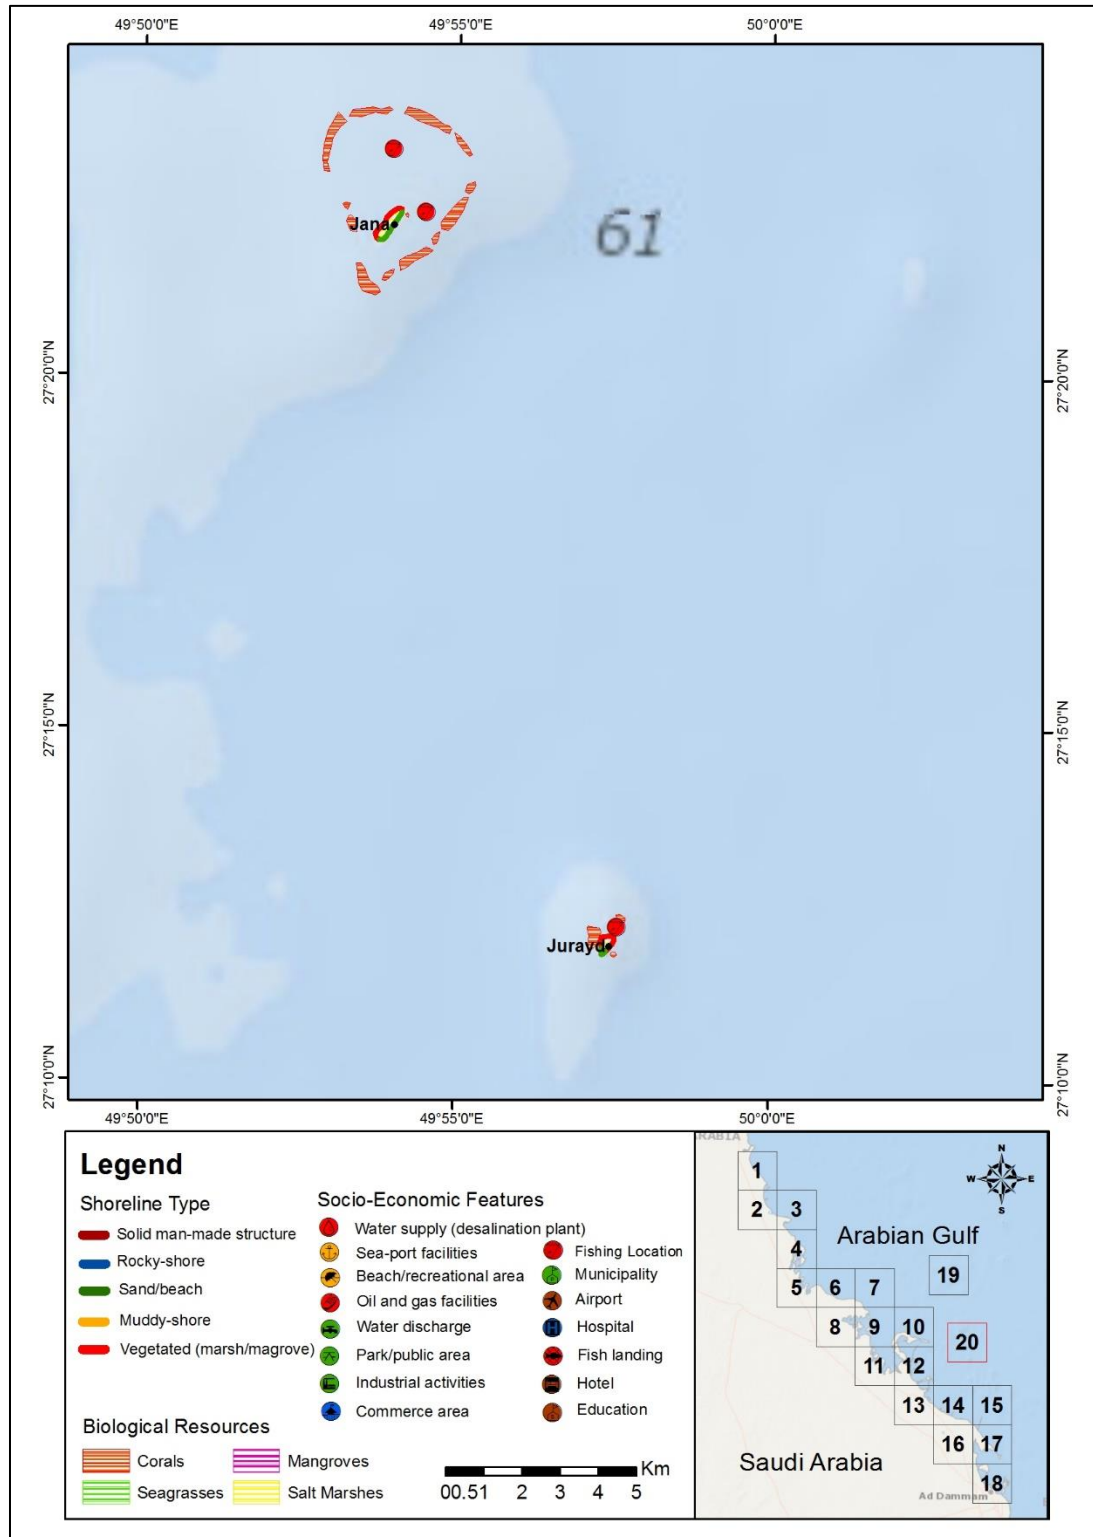 49°50'0"E 49°55'0"E 50°0'0"E
61
Jana
27°20'0"N 27°20'0"N
27°15'0"N 27°15'0"N
Jurayd
27°10'0"N 27°10'0"N
49°50'0"E 49°55'0"E 50°0'0"E
Legend
Shoreline Type
Solid man-made structure
Rocky-shore
Sand/beach
Muddy-shore
Vegetated (marsh/magrove)
Socio-Economic Features
Water supply (desalination plant)
Sea-port facilities
Beach/recreational area
Oil and gas facilities
Water discharge
Park/public area
Industrial activities
Commerce area
Fishing Location
Municipality
Airport
Hospital
Fish landing
Hotel
Education
Biological Resources
Corals
Mangroves
Seagrasses
Salt Marshes
Km
00.51 2 3 4 5
RABIA
N
W E
S
1
2 3
Arabian Gulf
4
19
5 6 7
8 9 10
20
11 12
13 14 15
16 17
Saudi Arabia
18
Ad Dammam